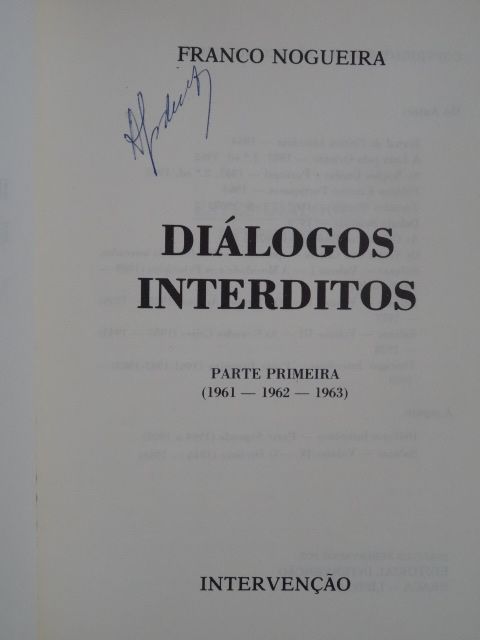 FRANCO NOGUEIRA
DIÁLOGOS
INTERDITOS
PARTE PRIMEIRA
(1961 — 1962 — 1963)
INTERVENÇÃO